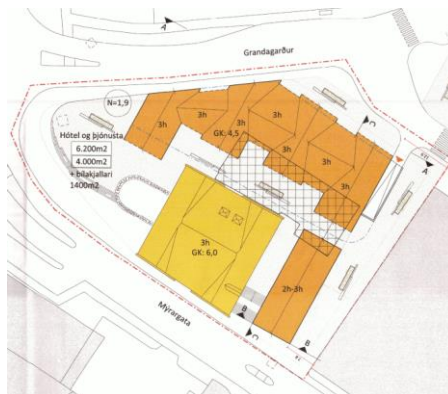 Grandagarður
A
N=1,9
3h
3h
3h
3h
GK: 4,5
3h
3h
3h
3h
C
A
Hótel og þjónusta
6.200m2
4.000m2
+ bílakjallari
1400m2
3h
GK: 6,0
2h-3h
Mýrargata
B
C
B